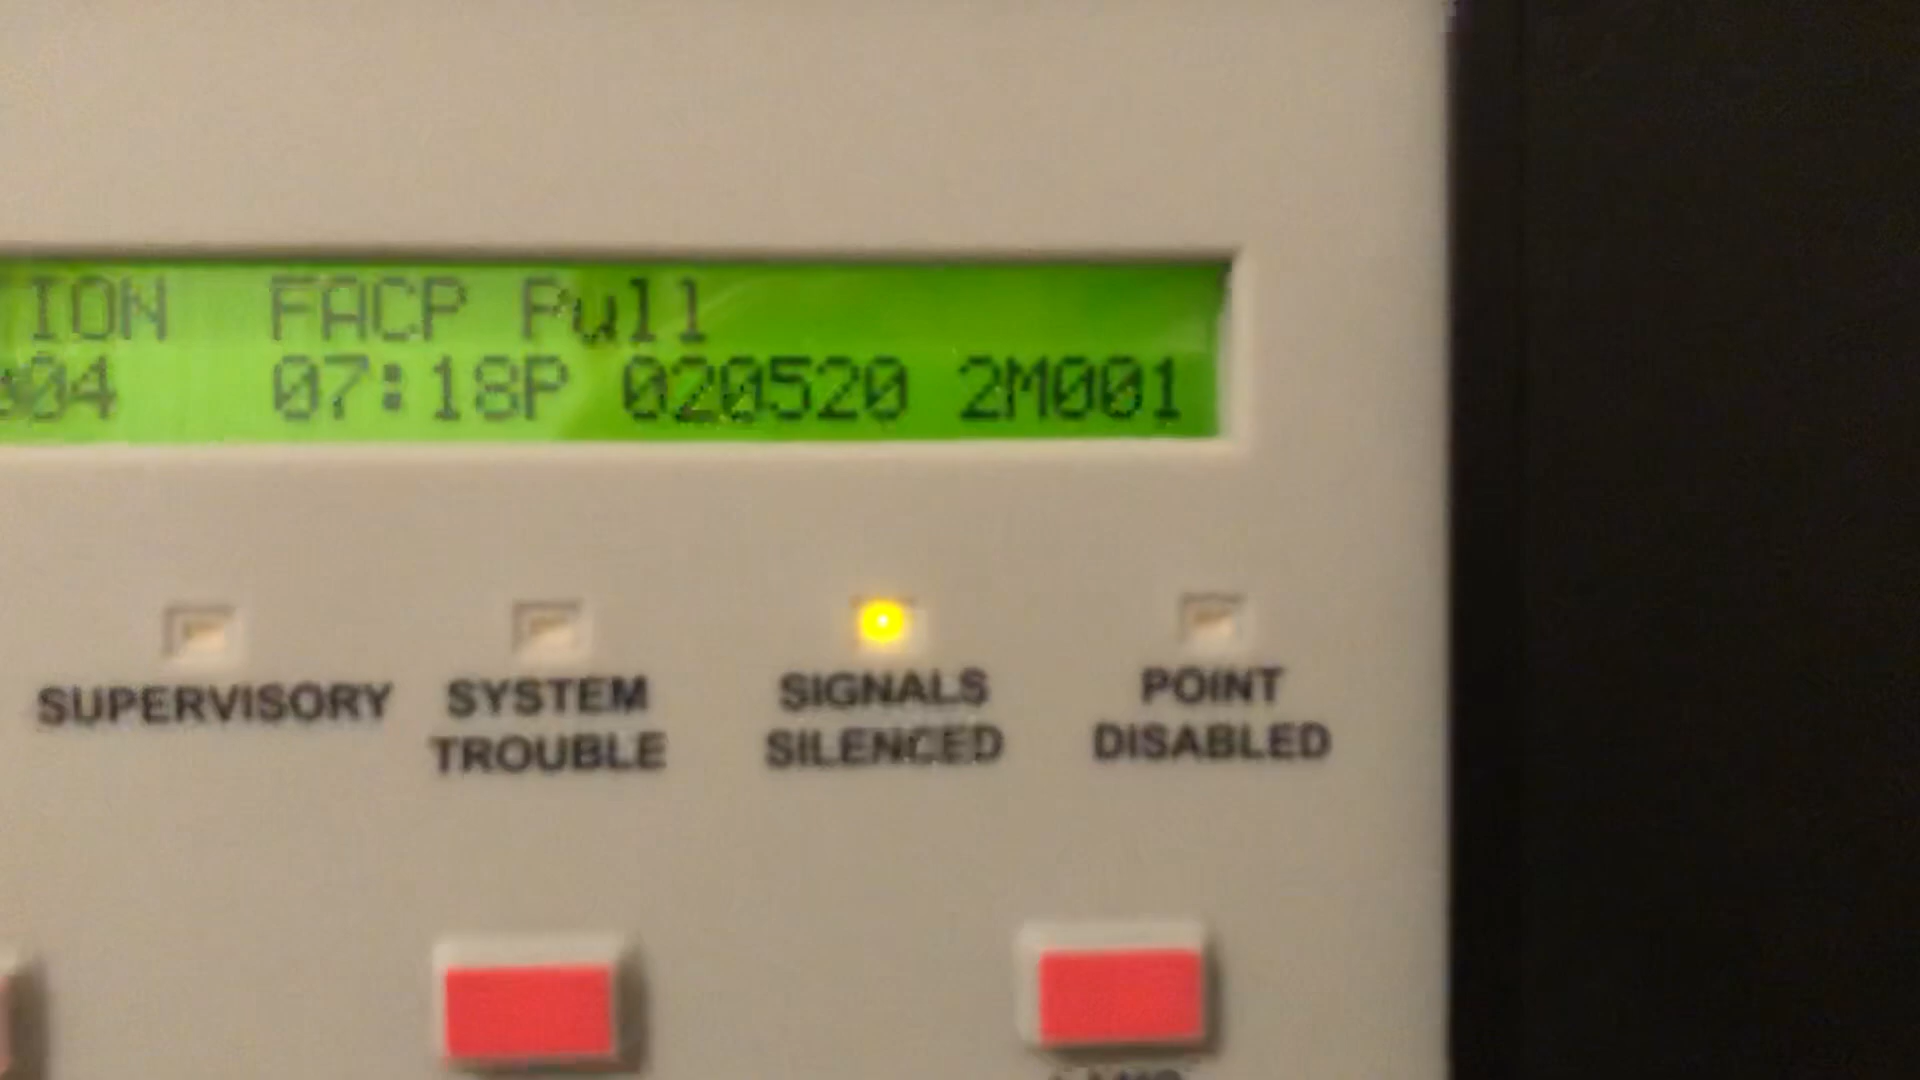 ION FACP Pull
04 07:18P 020520 2M001
SUPERVISORY
SYSTEM
TROUBLE
SIGNALS
SILENCED
POINT
DISABLED